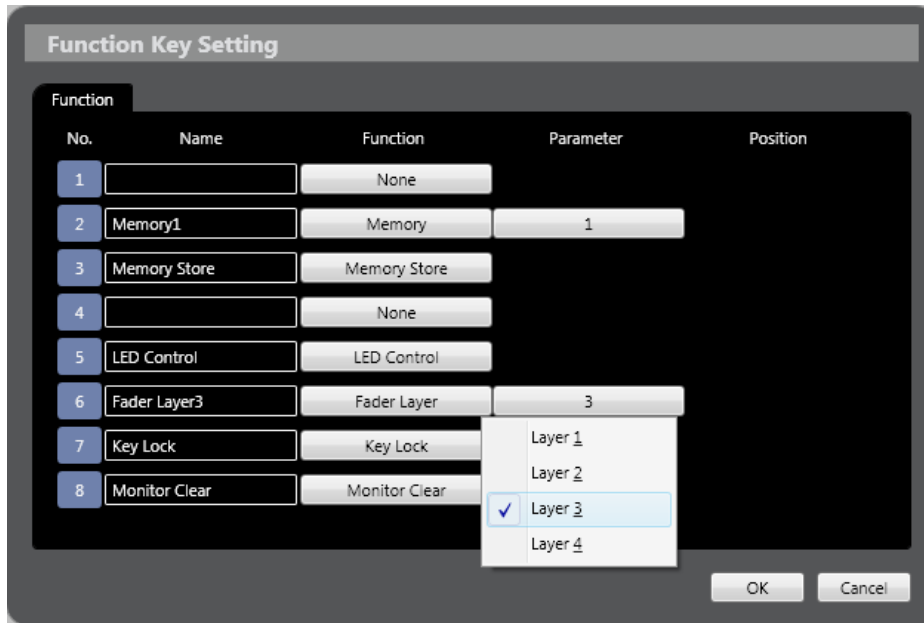 Function Key Setting
Function
No. Name Function Parameter Position
1 None
2 Memory1 Memory 1
3 Memory Store Memory Store
4 None
5 LED Control LED Control
6 Fader Layer3 Fader Layer 3
7 Key Lock Key Lock
Layer 1
Layer 2
8 Monitor Clear Monitor Clear
Layer 3
Layer 4
OK Cancel